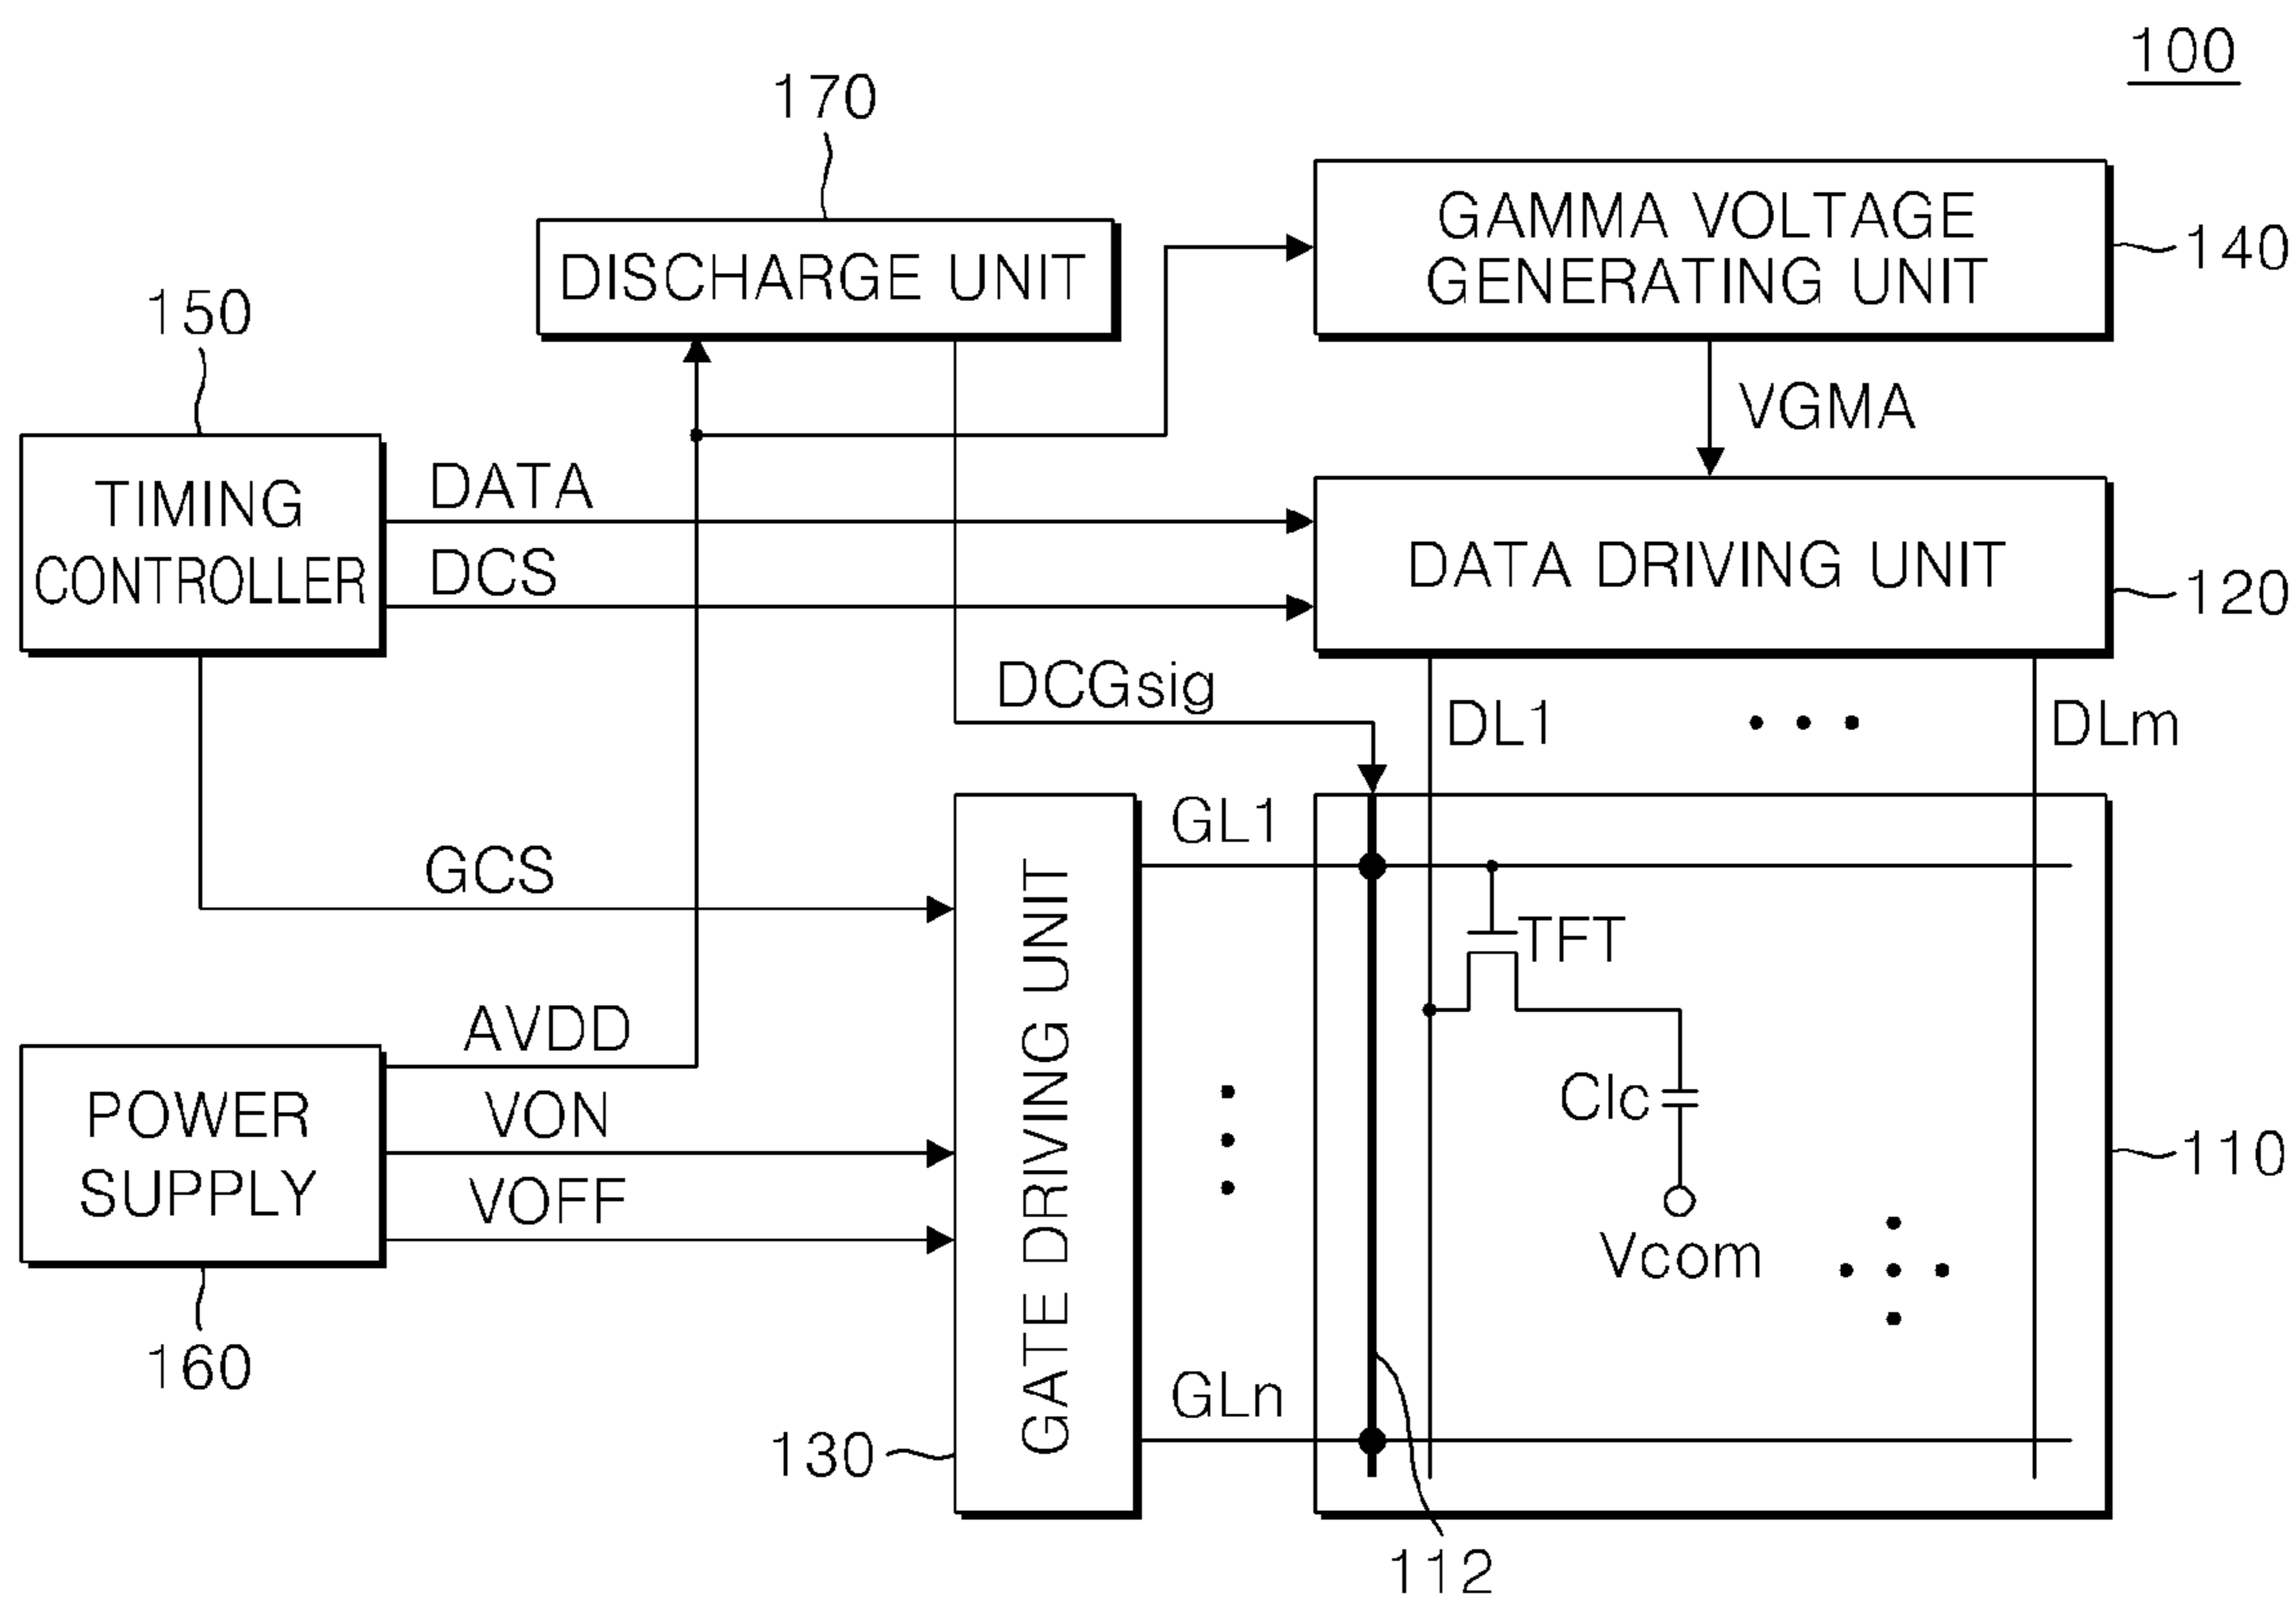 100
170
GAMMA VOLTAGE
GENERATING UNIT
140
DISCHARGE UNIT
150
VGMA
TIMING
CONTROLLER
DATA
DCS
DATA DRIVING UNIT
120
DCGsig
DL1
DLm
GL1
GCS
TFT
GATE DRIVING UNIT
AVDD
POWER
SUPPLY
VON
VOFF
Clc
110
Vcom
160
GLn
130
112